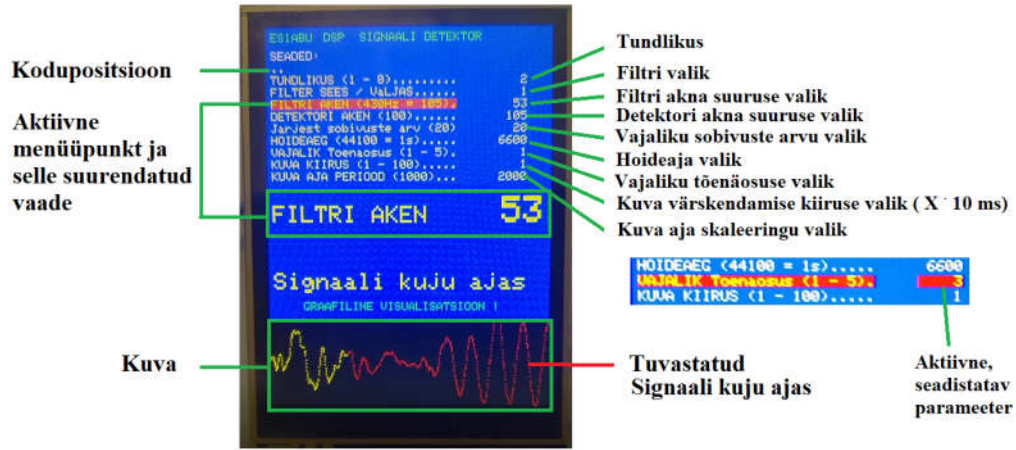 ES1ABU DSP SIGNAALI DETEKTOR
SEADED:
..
TUNDLIKUS (1 - 8)......... 2
FILTER SEES / VäLJAS...... 1
FILTRI AKEN (430Hz = 105). 53
DETEKTORI AKEN (100)...... 105
Jarjest sobivuste arv (20) 20
HOIDEAEG (44100 = 1s)..... 6600
VAJALIK Toenaosus (1 - 5). 1
KUVA KIIRUS (1 - 100)..... 1
KUVA AJA PERIOOD (1000)... 2000
FILTRI AKEN 53
Signaali kuju ajas
GRAAFILINE VISUALISATSIOON !
Kodupositsioon
Aktiivne
menüüpunkt ja
selle suurendatud
vaade
Kuva
Tundlikus
Filtri valik
Filtri akna suuruse valik
Detektori akna suuruse valik
Vajaliku sobivuste arvu valik
Hoideaja valik
Vajaliku tõenäosuse valik
Kuva värskendamise kiiruse valik ( X 10 ms)
Kuva aja skaleeringu valik
HOIDEAEG (44100 = 1s)..... 6600
VAJALIK Toenaosus (1 - 5). 3
KUVA KIIRUS (1 - 100)..... 1
Tuvastatud
Signaali kuju ajas
Aktiivne,
seadistatav
parameeter